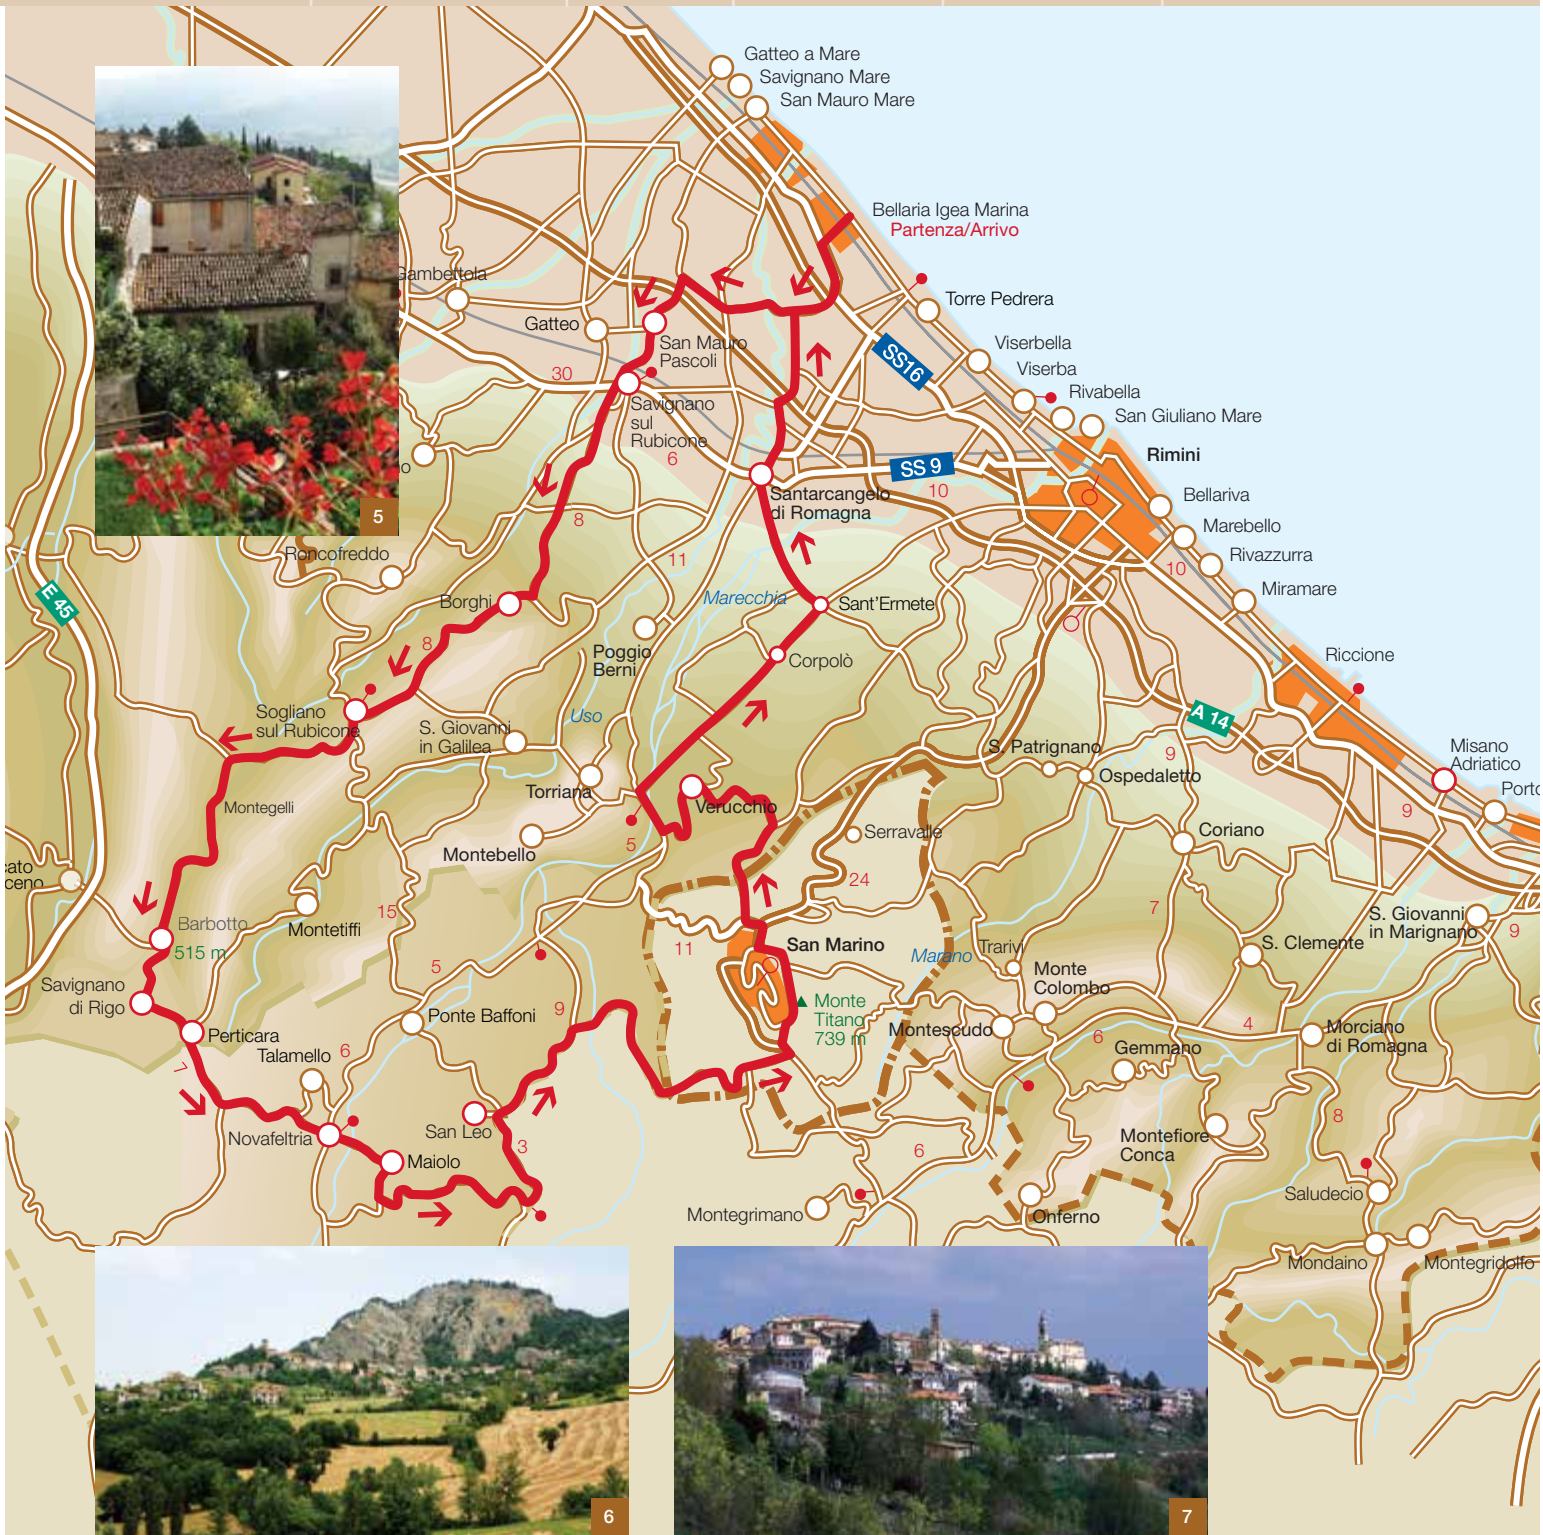 Gatteo a Mare
Savignano Mare
San Mauro Mare
Bellaria Igea Marina
Partenza/Arrivo
Gambettola
Torre Pedrera
Gatteo
San Mauro
Pascoli
SS16
Viserbella
Viserba
30
Rivabella
Savignano
sul
Rubicone
6
San Giuliano Mare
Rimini
SS 9
10
Santarcangelo
di Romagna
Bellariva
5
8
Marebello
Roncofreddo
11
Rivazzurra
10
E 45
Borghi
Marecchia
Sant'Ermete
Miramare
8
Poggio
Berni
Corpolò
Riccione
Sogliano
sul Rubicone
Uso
S. Giovanni
in Galilea
A 14
S. Patrignano
9
Misano
Adriatico
Ospedaletto
Torriana
Verucchio
Montegelli
9
Serravalle
Coriano
5
Montebello
24
15
7
Barbotto
515 m
Montetiffi
S. Giovanni
in Marignano
9
San Marino
11
Marano
Trarivi
S. Clemente
5
Monte
Colombo
Savignano
di Rigo
9
Monte
Titano
739 m
Ponte Baffoni
Montescudo
4
6
Morciano
di Romagna
Perticara
Talamello
6
Gemmano
7
8
San Leo
Novafeltria
3
Montefiore
Conca
6
Maiolo
Saludecio
Montegrimano
Onferno
Mondaino
Montegridolfo
6
7